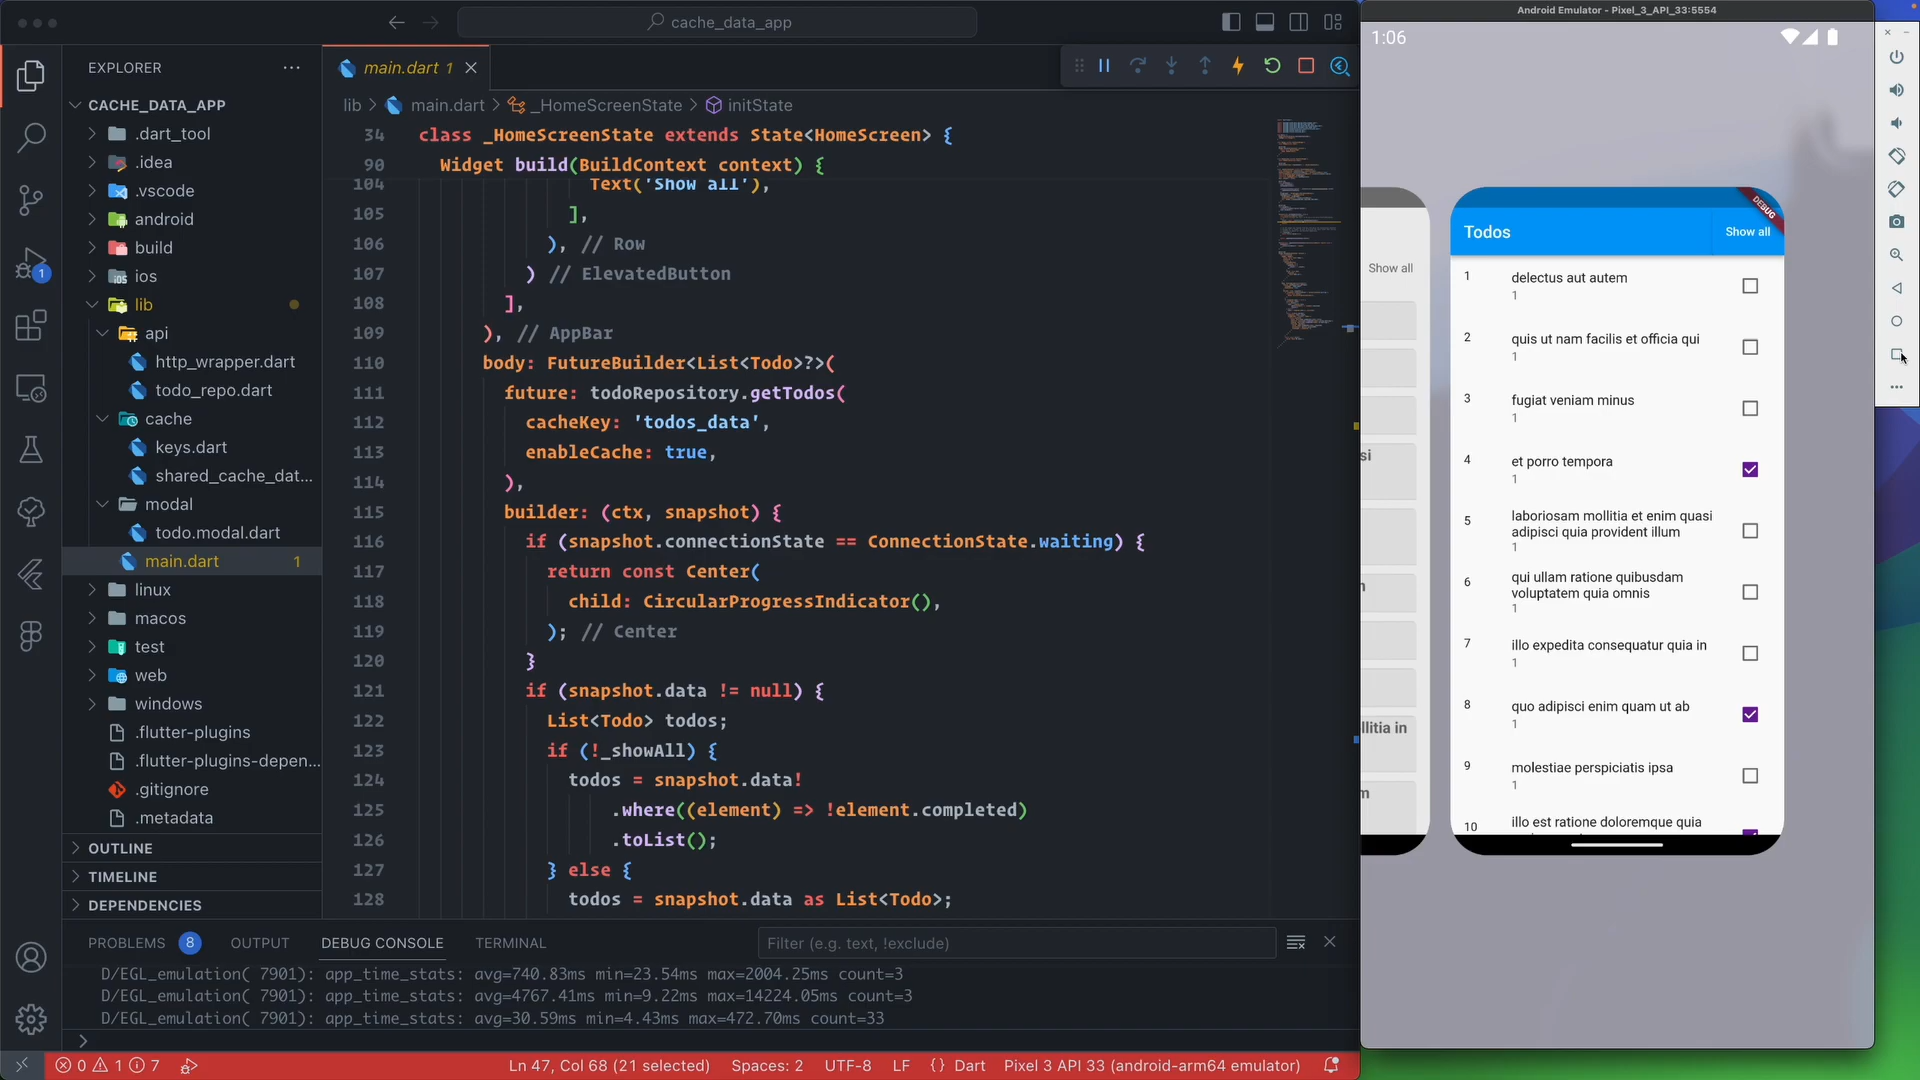 cache_data_app
EXPLORER
CACHE_DATA_APP
.dart_tool
.idea
.vscode
android
build
ios
lib
api
http_wrapper.dart
todo_repo.dart
cache
keys.dart
shared_cache_dat...
modal
todo.modal.dart
main.dart 1
linux
macos
test
web
windows
.flutter-plugins
.flutter-plugins-depen...
.gitignore
.metadata
OUTLINE
TIMELINE
DEPENDENCIES
1
main.dart 1
lib > main.dart > _HomeScreenState > initState
34 class _HomeScreenState extends State<HomeScreen> {
90 Widget build(BuildContext context) {
104 Text('Show all'),
105 ],
106 ), // Row
107 ) // ElevatedButton
108 ],
109 ), // AppBar
110 body: FutureBuilder<List<Todo>?>(
111 future: todoRepository.getTodos(
112 cacheKey: 'todos_data',
113 enableCache: true,
114 ),
115 builder: (ctx, snapshot) {
116 if (snapshot.connectionState == ConnectionState.waiting) {
117 return const Center(
118 child: CircularProgressIndicator(),
119 ); // Center
120 }
121 if (snapshot.data != null) {
122 List<Todo> todos;
123 if (!_showAll) {
124 todos = snapshot.data!
125 .where((element) => !element.completed)
126 .toList();
127 } else {
128 todos = snapshot.data as List<Todo>;
PROBLEMS 8 OUTPUT DEBUG CONSOLE TERMINAL
Filter (e.g. text, !exclude)
D/EGL_emulation( 7901): app_time_stats: avg=740.83ms min=23.54ms max=2004.25ms count=3
D/EGL_emulation( 7901): app_time_stats: avg=4767.41ms min=9.22ms max=14224.05ms count=3
D/EGL_emulation( 7901): app_time_stats: avg=30.59ms min=4.43ms max=472.70ms count=33
0 1 7
Ln 47, Col 68 (21 selected) Spaces: 2 UTF-8 LF {} Dart Pixel 3 API 33 (android-arm64 emulator)
Android Emulator - Pixel_3_API_33:5554
1:06
Show all
si
llitia in
Todos
Show all
DEBUG
1 delectus aut autem
1
2 quis ut nam facilis et officia qui
1
3 fugiat veniam minus
1
4 et porro tempora
1
5 laboriosam mollitia et enim quasi
adipisci quia provident illum
1
6 qui ullam ratione quibusdam
voluptatem quia omnis
1
7 illo expedita consequatur quia in
1
8 quo adipisci enim quam ut ab
1
9 molestiae perspiciatis ipsa
1
10 illo est ratione doloremque quia